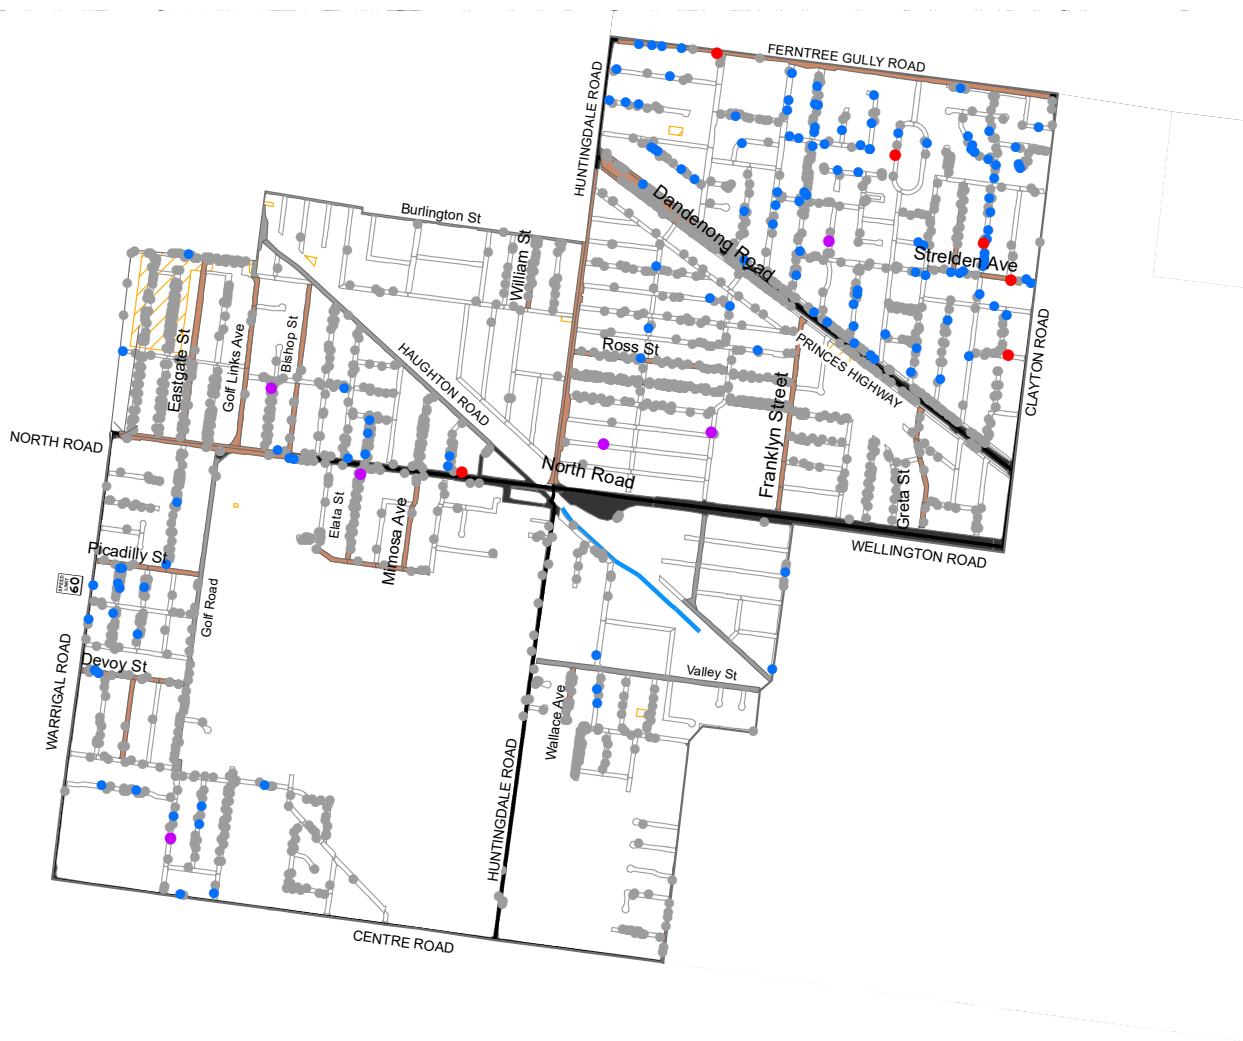 FERNTREE GULLY ROAD
HUNTINGDALE ROAD
Dandenong Road
Burlington St
William St
Strelden Ave
Eastgate St
Golf Links Ave
Bishop St
HAUGHTON ROAD
Ross St
PRINCES HIGHWAY
CLAYTON ROAD
Franklyn Street
NORTH ROAD
North Road
Greta St
Elata St
Mimosa Ave
WELLINGTON ROAD
Picadilly St
SPEED LIMIT 60
Golf Road
WARRIGAL ROAD
Devoy St
Valley St
Wallace Ave
HUNTINGDALE ROAD
CENTRE ROAD